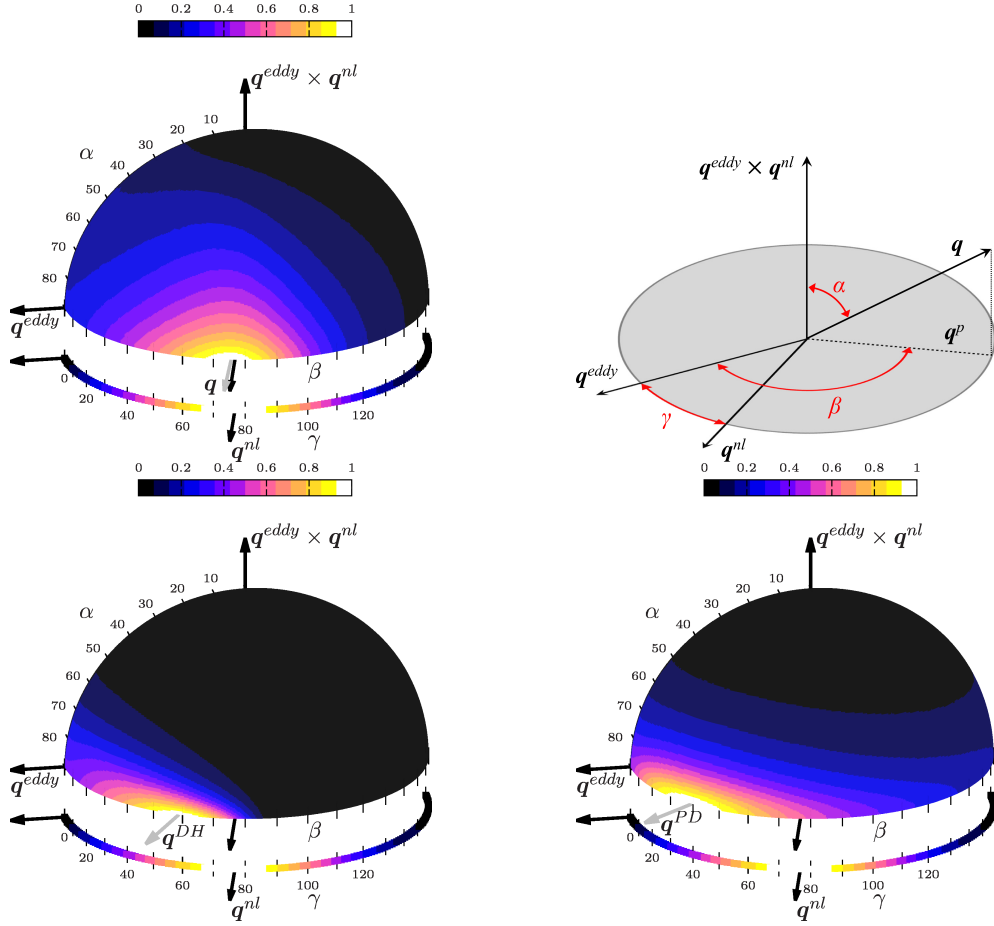 0 0.2 0.4 0.6 0.8 1
q^{eddy} × q^{nl}
α
10
20
30
40
50
60
70
80
q^{eddy}
q
β
0
20
40
60
80
100
120
γ
q^{nl}
q^{eddy} × q^{nl}
q
α
q^{p}
q^{eddy}
β
γ
q^{nl}
0 0.2 0.4 0.6 0.8 1
q^{eddy} × q^{nl}
α
10
20
30
40
50
60
70
80
q^{eddy}
q^{DH}
β
0
20
40
60
80
100
120
γ
q^{nl}
0 0.2 0.4 0.6 0.8 1
q^{eddy} × q^{nl}
α
10
20
30
40
50
60
70
80
q^{eddy}
q^{PD}
β
0
20
40
60
80
100
120
γ
q^{nl}